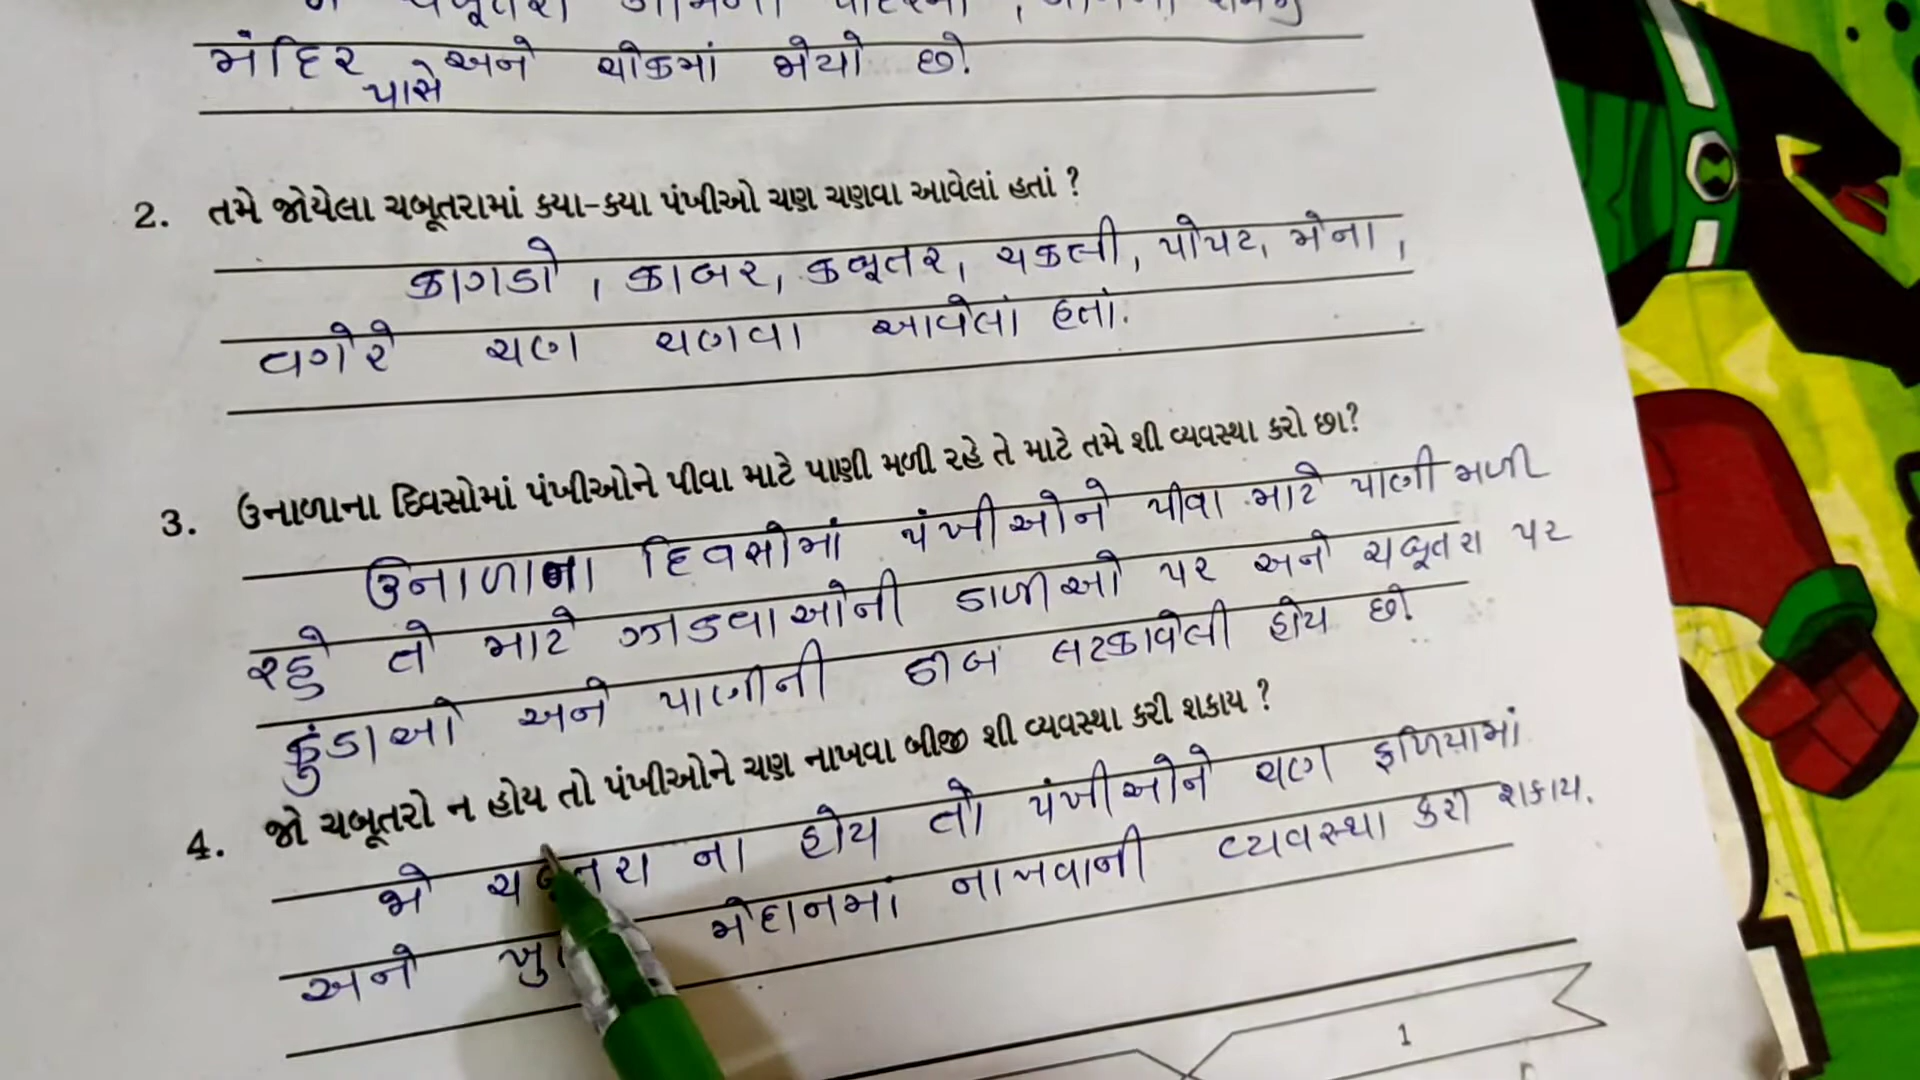 મંદિર પાસે અને ચોકમાં જોયો છે.
2. તમે જોયેલા ચબૂતરામાં ક્યા-ક્યા પંખીઓ ચણ ચણવા આવેલાં હતાં ?
કાગડો, કાબર, કબૂતર, ચકલી, પોપટ, મેના,
વગેરે ચણ ચણવા આવેલાં હતાં.
3. ઉનાળાના દિવસોમાં પંખીઓને પીવા માટે પાણી મળી રહે તે માટે તમે શી વ્યવસ્થા કરો છો?
ઉનાળાના દિવસોમાં પંખીઓને પીવા માટે પાણી મળી
રહે તે માટે ઝાડવાઓની ડાળીઓ પર અને ચબૂતરા પર
કુંડાઓ અને પાણીની ડીબ લટકાવેલી હોય છે.
4. જો ચબૂતરો ન હોય તો પંખીઓને ચણ નાખવા બીજી શી વ્યવસ્થા કરી શકાય ?
જો ચબૂતરા ના હોય તો પંખીઓને ચણ ફળિયામાં
અને મેદાનમાં નાખવાની વ્યવસ્થા કરી શકાય.
1